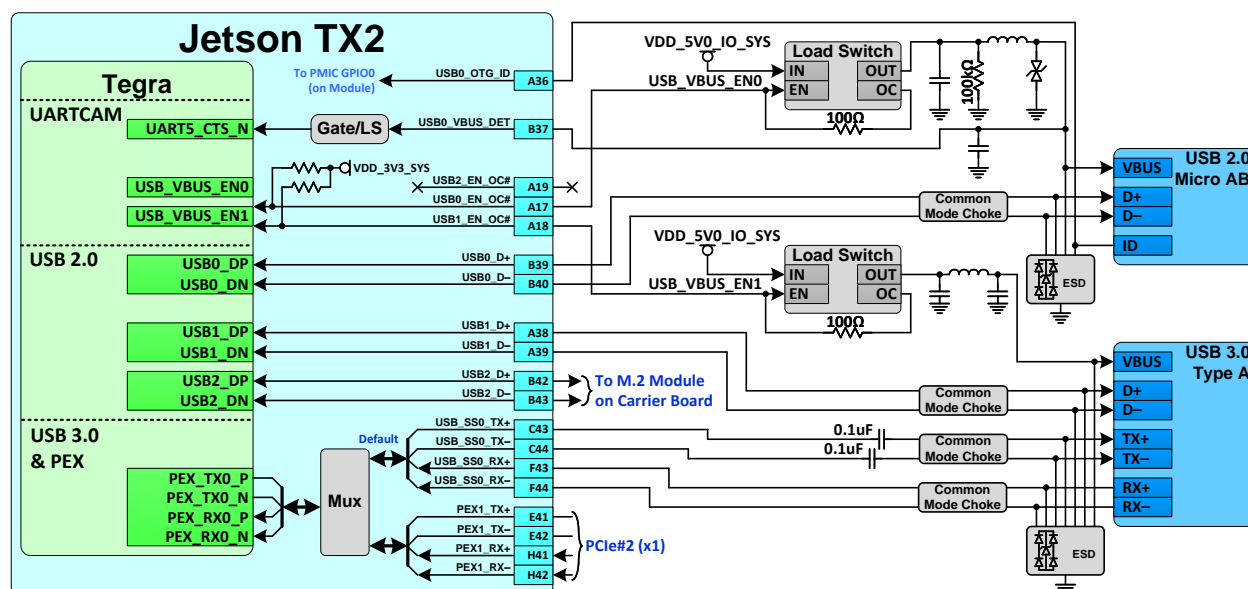 Jetson TX2
Tegra
UARTCAM
UART5_CTS_N
USB_VBUS_EN0
USB_VBUS_EN1
USB 2.0
USB0_DP
USB0_DN
USB1_DP
USB1_DN
USB2_DP
USB2_DN
USB 3.0
& PEX
PEX_TX0_P
PEX_TX0_N
PEX_RX0_P
PEX_RX0_N
To PMIC GPIO0
(on Module)
Gate/LS
VDD_3V3_SYS
Default
Mux
USB0_OTG_ID
A36
USB0_VBUS_DET
B37
USB2_EN_OC#
A19
USB0_EN_OC#
A17
USB1_EN_OC#
A18
USB0_D+
B39
USB0_D–
B40
USB1_D+
A38
USB1_D–
A39
USB2_D+
B42
USB2_D–
B43
USB_SS0_TX+
C43
USB_SS0_TX–
C44
USB_SS0_RX+
F43
USB_SS0_RX–
F44
PEX1_TX+
E41
PEX1_TX–
E42
PEX1_RX+
H41
PEX1_RX–
H42
To M.2 Module
on Carrier Board
PCIe#2 (x1)
VDD_5V0_IO_SYS
USB_VBUS_EN0
Load Switch
IN
OUT
EN
OC
100Ω
100kΩ
VDD_5V0_IO_SYS
USB_VBUS_EN1
Load Switch
IN
OUT
EN
OC
100Ω
Common
Mode Choke
Common
Mode Choke
0.1uF
0.1uF
Common
Mode Choke
Common
Mode Choke
ESD
ESD
USB 2.0
Micro AB
VBUS
D+
D–
ID
USB 3.0
Type A
VBUS
D+
D–
TX+
TX–
RX+
RX–